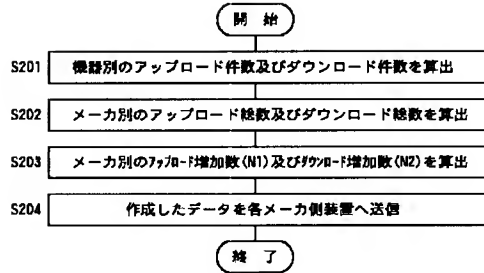 開 始
S201 機器別のアップロード件数及びダウンロード件数を算出
S202 メーカ別のアップロード総数及びダウンロード総数を算出
S203 メーカ別のｱｯﾌﾟﾛｰﾄﾞ増加数(N1)及びﾀﾞｳﾝﾛｰﾄﾞ増加数(N2)を算出
S204 作成したデータを各メーカ側装置へ送信
終 了